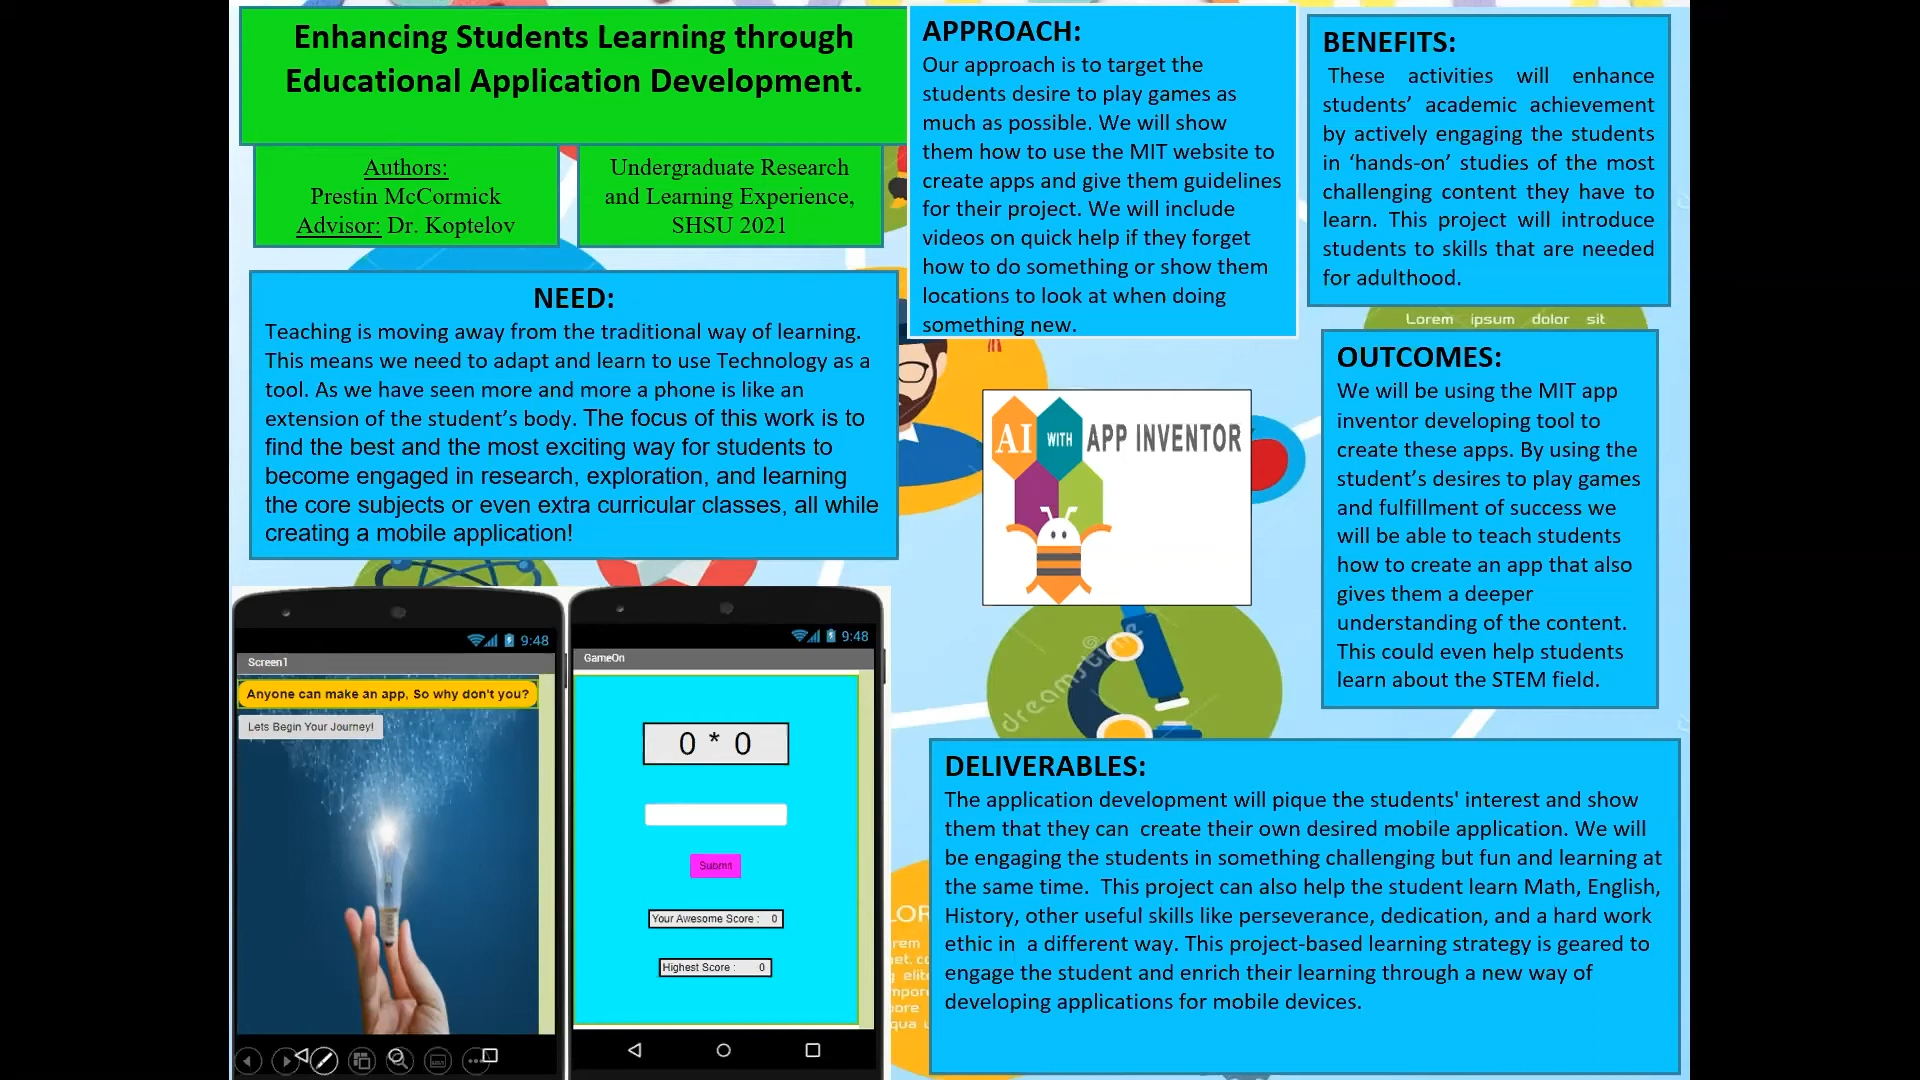 Enhancing Students Learning through
Educational Application Development.
Authors:
Prestin McCormick
Advisor: Dr. Koptelov
Undergraduate Research
and Learning Experience,
SHSU 2021
NEED:
Teaching is moving away from the traditional way of learning.
This means we need to adapt and learn to use Technology as a
tool. As we have seen more and more a phone is like an
extension of the student’s body. The focus of this work is to
find the best and the most exciting way for students to
become engaged in research, exploration, and learning
the core subjects or even extra curricular classes, all while
creating a mobile application!
9:48
Screen1
Anyone can make an app, So why don't you?
Lets Begin Your Journey!
9:48
GameOn
0 * 0
Submit
Your Awesome Score : 0
Highest Score : 0
APPROACH:
Our approach is to target the
students desire to play games as
much as possible. We will show
them how to use the MIT website to
create apps and give them guidelines
for their project. We will include
videos on quick help if they forget
how to do something or show them
locations to look at when doing
something new.
AI WITH APP INVENTOR
dreamstime
BENEFITS:
These activities will enhance
students’ academic achievement
by actively engaging the students
in ‘hands-on’ studies of the most
challenging content they have to
learn. This project will introduce
students to skills that are needed
for adulthood.
Lorem ipsum dolor sit
OUTCOMES:
We will be using the MIT app
inventor developing tool to
create these apps. By using the
student’s desires to play games
and fulfillment of success we
will be able to teach students
how to create an app that also
gives them a deeper
understanding of the content.
This could even help students
learn about the STEM field.
DELIVERABLES:
The application development will pique the students' interest and show
them that they can create their own desired mobile application. We will
be engaging the students in something challenging but fun and learning at
the same time. This project can also help the student learn Math, English,
History, other useful skills like perseverance, dedication, and a hard work
ethic in a different way. This project-based learning strategy is geared to
engage the student and enrich their learning through a new way of
developing applications for mobile devices.